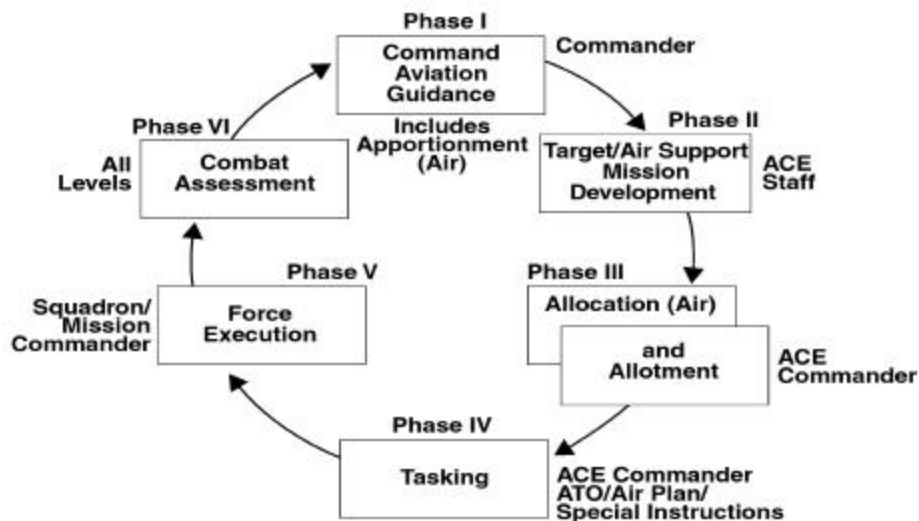 Phase I
Command
Aviation
Guidance
Commander
Includes
Apportionment
(Air)
Phase II
Target/Air Support
Mission
Development
ACE
Staff
Phase III
Allocation (Air)
and
Allotment
ACE
Commander
Phase IV
Tasking
ACE Commander
ATO/Air Plan/
Special Instructions
Phase V
Force
Execution
Squadron/
Mission
Commander
Phase VI
Combat
Assessment
All
Levels